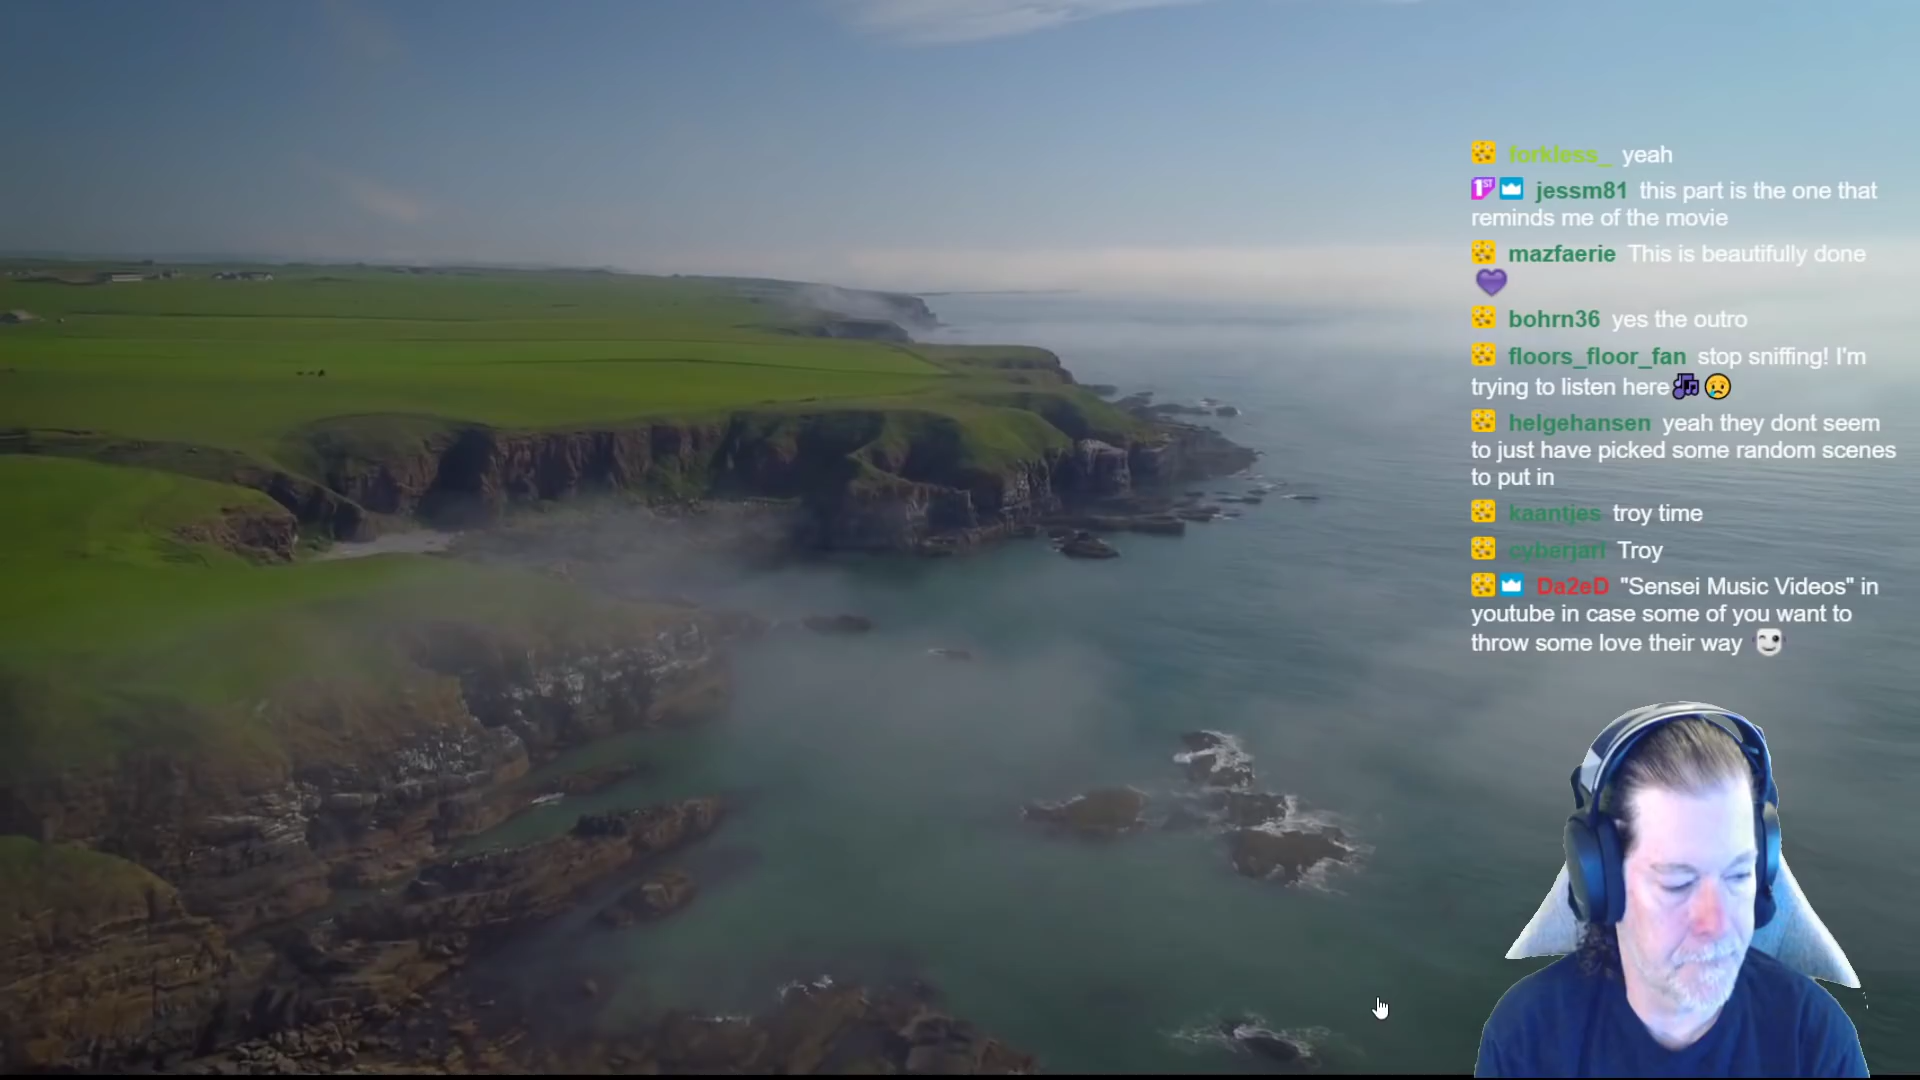 forkless_ yeah
1ST jessm81 this part is the one that
reminds me of the movie
mazfaerie This is beautifully done
bohrn36 yes the outro
floors_floor_fan stop sniffing! I'm
trying to listen here
helgehansen yeah they dont seem
to just have picked some random scenes
to put in
kaantjes troy time
cyberjarl Troy
Da2eD "Sensei Music Videos" in
youtube in case some of you want to
throw some love their way